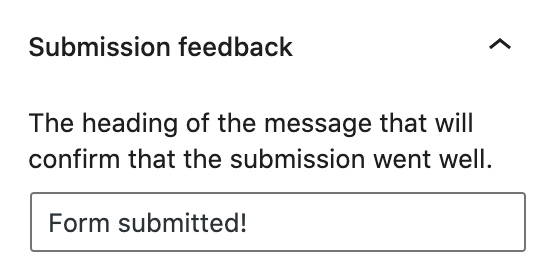 Submission feedback
The heading of the message that will
confirm that the submission went well.
Form submitted!